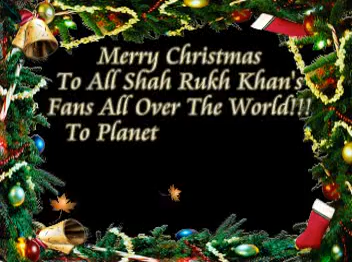 Merry Christmas
To All Shah Rukh Khan's
Fans All Over The World!!!
To Planet